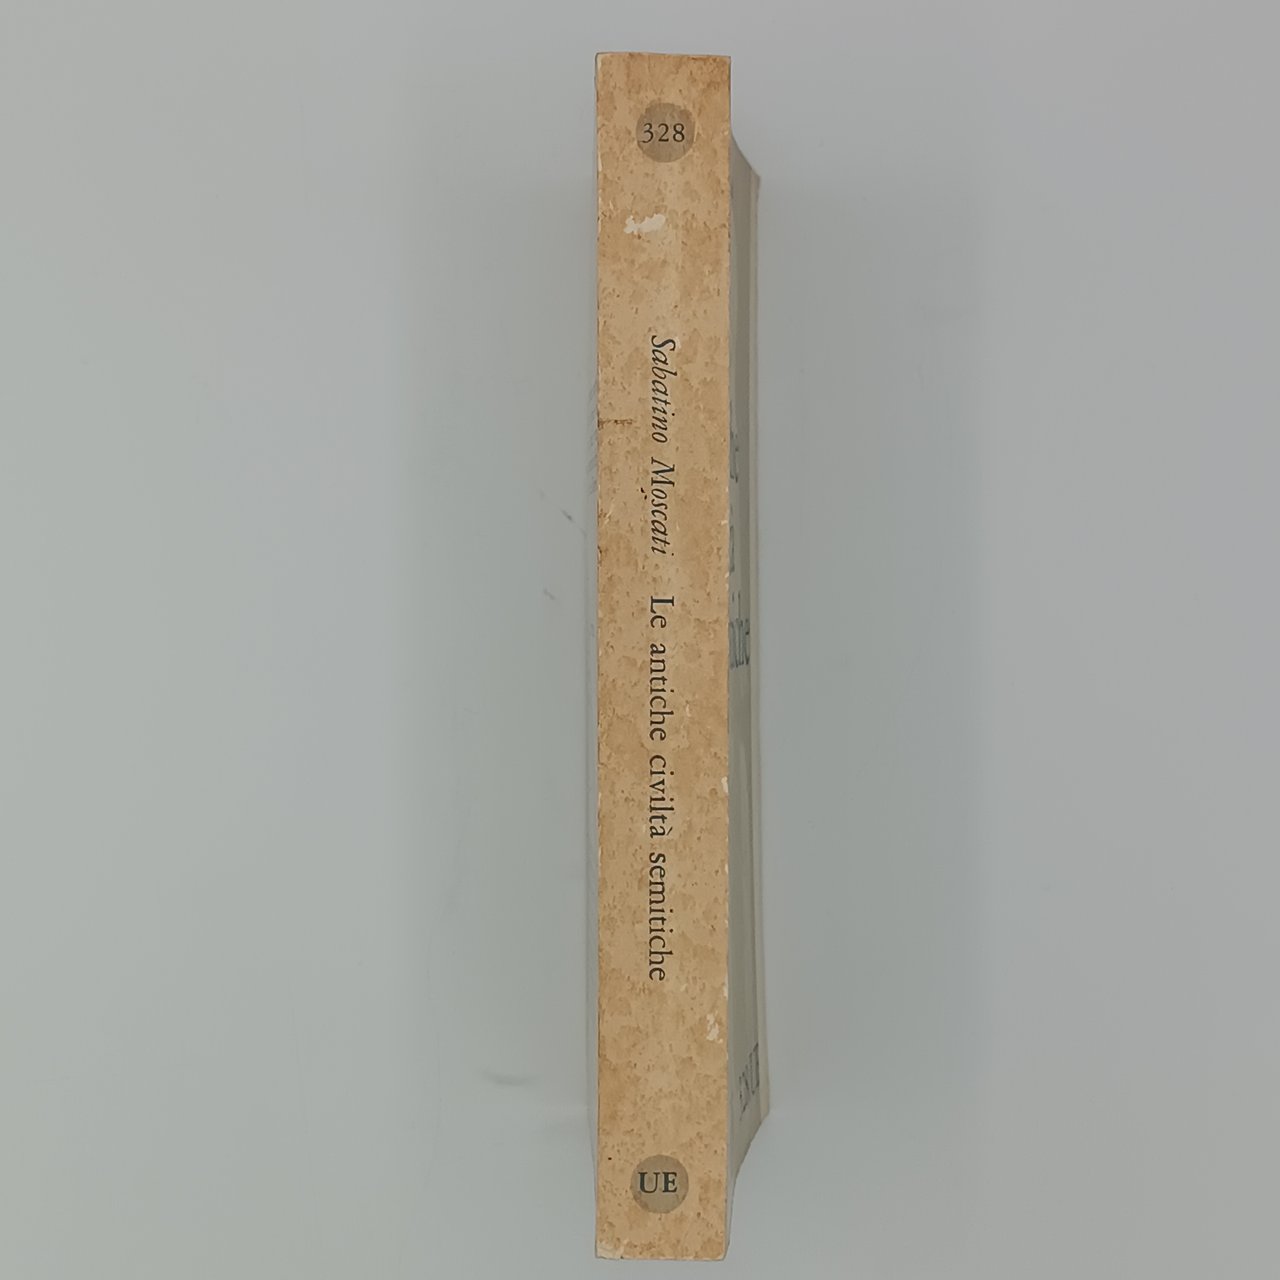 328
Sabatino Moscati Le antiche civiltà semitiche
UE